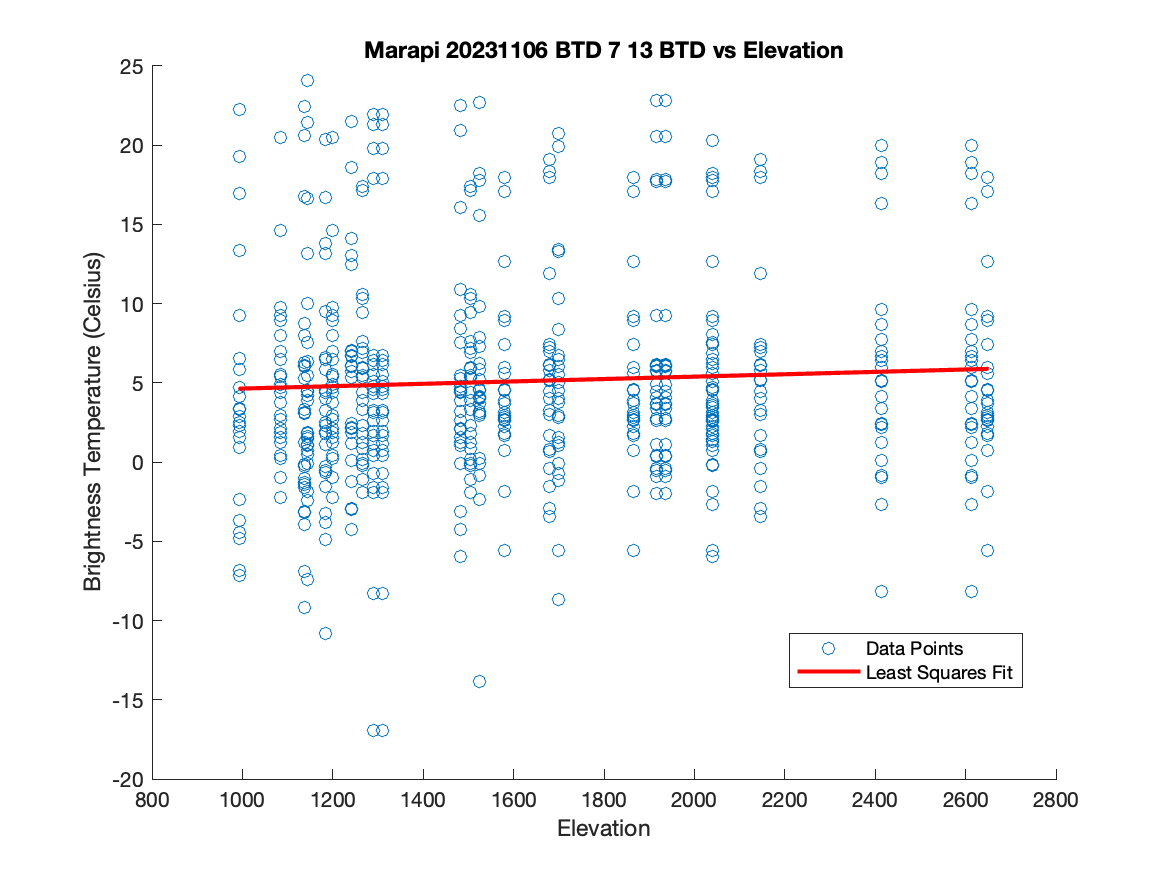 Marapi 20231106 BTD 7 13 BTD vs Elevation
25
20
15
10
5
0
-5
-10
-15
-20
Brightness Temperature (Celsius)
Data Points
Least Squares Fit
800 1000 1200 1400 1600 1800 2000 2200 2400 2600 2800
Elevation